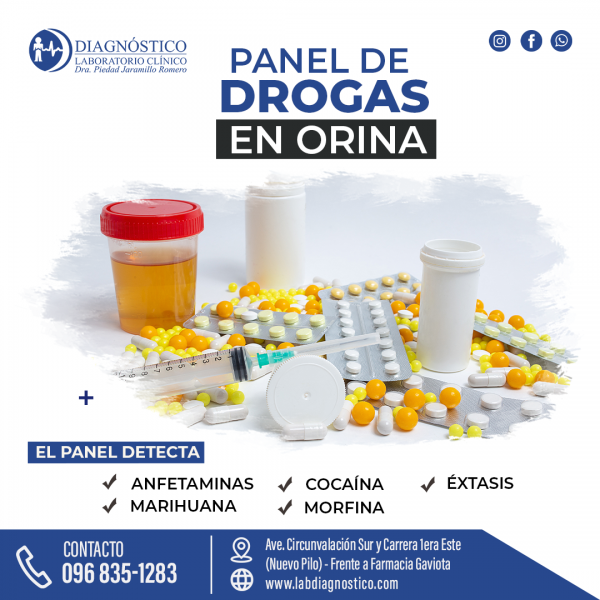 DIAGNÓSTICO
LABORATORIO CLÍNICO
Dra. Piedad Jaramillo Romero
PANEL DE
DROGAS
EN ORINA
EL PANEL DETECTA
ANFETAMINAS
COCAÍNA
ÉXTASIS
MARIHUANA
MORFINA
CONTACTO
096 835-1283
Ave. Circunvalación Sur y Carrera 1era Este
(Nuevo Pilo) - Frente a Farmacia Gaviota
www.labdiagnostico.com